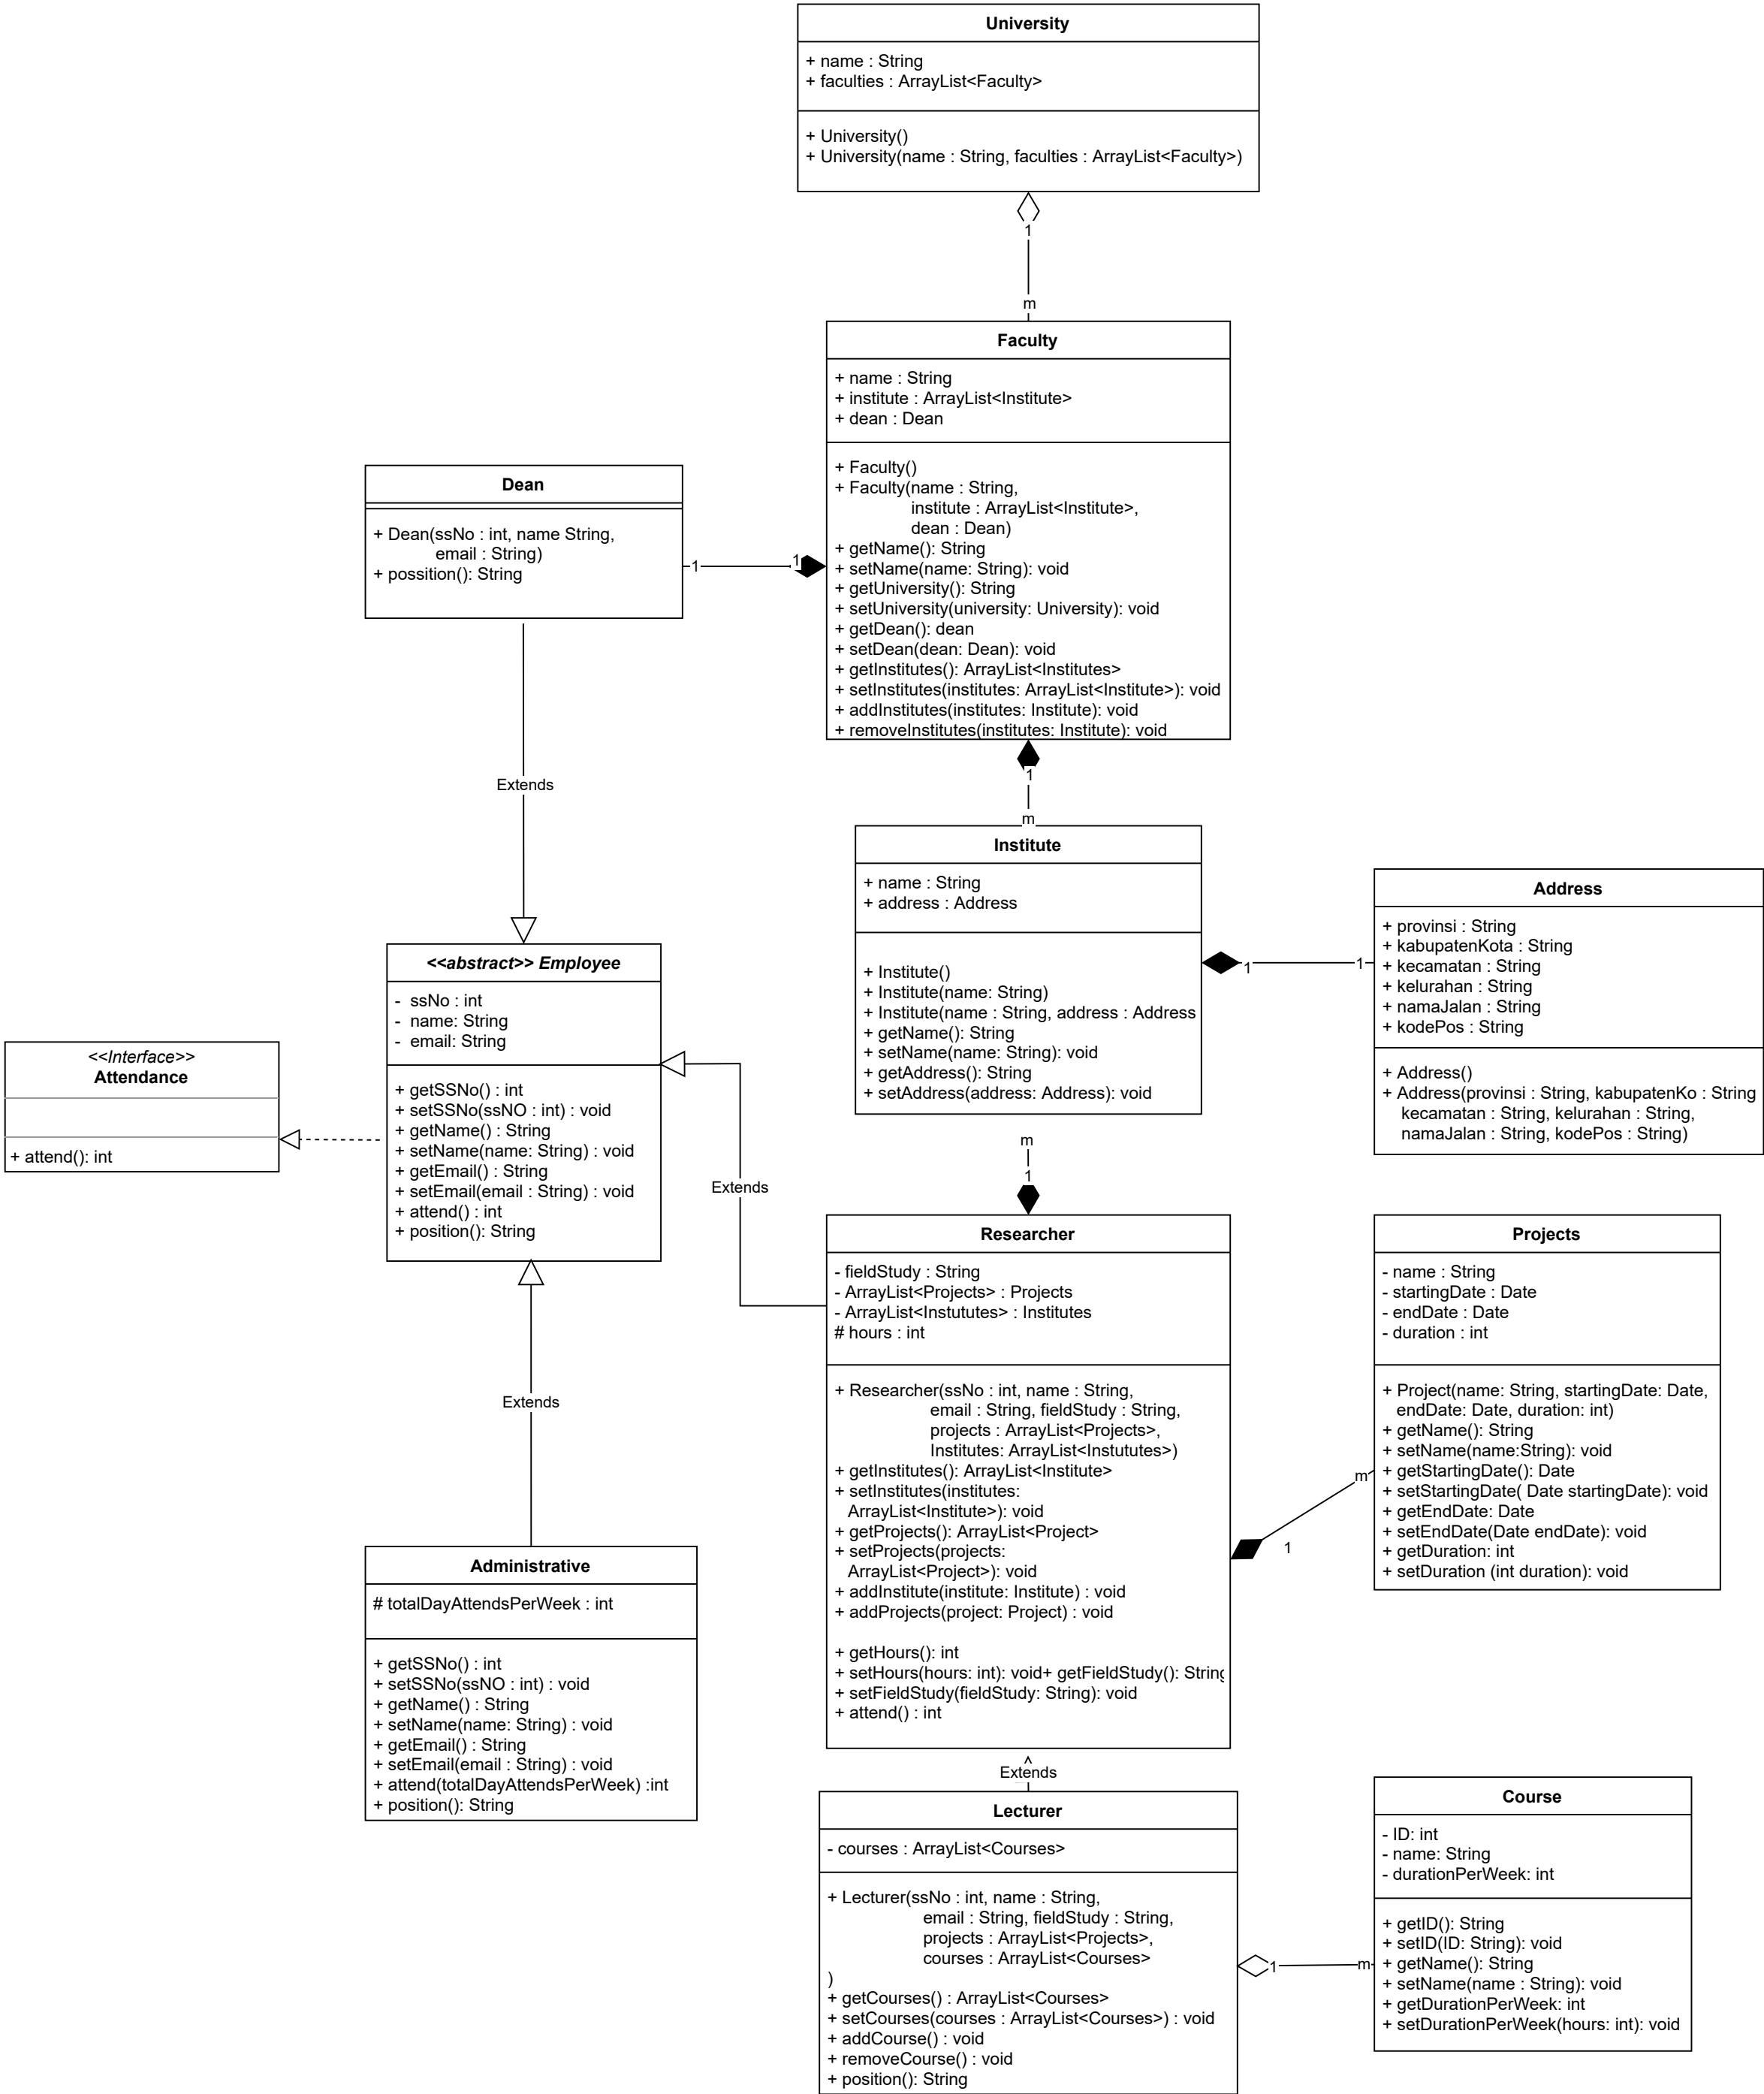 University
+ name : String
+ faculties : ArrayList<Faculty>
+ University()
+ University(name : String, faculties : ArrayList<Faculty>)
1
m
Faculty
+ name : String
+ institute : ArrayList<Institute>
+ dean : Dean
+ Faculty()
+ Faculty(name : String,
institute : ArrayList<Institute>,
dean : Dean)
+ getName(): String
+ setName(name: String): void
+ getUniversity(): String
+ setUniversity(university: University): void
+ getDean(): dean
+ setDean(dean: Dean): void
+ getInstitutes(): ArrayList<Institutes>
+ setInstitutes(institutes: ArrayList<Institute>): void
+ addInstitutes(institutes: Institute): void
+ removeInstitutes(institutes: Institute): void
Dean
+ Dean(ssNo : int, name String,
email : String)
+ possition(): String
1
1
Extends
1
m
Institute
+ name : String
+ address : Address
+ Institute()
+ Institute(name: String)
+ Institute(name : String, address : Address
+ getName(): String
+ setName(name: String): void
+ getAddress(): String
+ setAddress(address: Address): void
1
1
Address
+ provinsi : String
+ kabupatenKota : String
+ kecamatan : String
+ kelurahan : String
+ namaJalan : String
+ kodePos : String
+ Address()
+ Address(provinsi : String, kabupatenKo : String
kecamatan : String, kelurahan : String,
namaJalan : String, kodePos : String)
<<abstract>> Employee
- ssNo : int
- name: String
- email: String
+ getSSNo() : int
+ setSSNo(ssNO : int) : void
+ getName() : String
+ setName(name: String) : void
+ getEmail() : String
+ setEmail(email : String) : void
+ attend() : int
+ position(): String
<<Interface>>
Attendance
+ attend(): int
Extends
m
1
Researcher
- fieldStudy : String
- ArrayList<Projects> : Projects
- ArrayList<Instututes> : Institutes
# hours : int
+ Researcher(ssNo : int, name : String,
email : String, fieldStudy : String,
projects : ArrayList<Projects>,
Institutes: ArrayList<Instututes>)
+ getInstitutes(): ArrayList<Institute>
+ setInstitutes(institutes:
ArrayList<Institute>): void
+ getProjects(): ArrayList<Project>
+ setProjects(projects:
ArrayList<Project>): void
+ addInstitute(institute: Institute) : void
+ addProjects(project: Project) : void
+ getHours(): int
+ setHours(hours: int): void+ getFieldStudy(): String
+ setFieldStudy(fieldStudy: String): void
+ attend() : int
m
1
Projects
- name : String
- startingDate : Date
- endDate : Date
- duration : int
+ Project(name: String, startingDate: Date,
endDate: Date, duration: int)
+ getName(): String
+ setName(name:String): void
+ getStartingDate(): Date
+ setStartingDate( Date startingDate): void
+ getEndDate: Date
+ setEndDate(Date endDate): void
+ getDuration: int
+ setDuration (int duration): void
Extends
Administrative
# totalDayAttendsPerWeek : int
+ getSSNo() : int
+ setSSNo(ssNO : int) : void
+ getName() : String
+ setName(name: String) : void
+ getEmail() : String
+ setEmail(email : String) : void
+ attend(totalDayAttendsPerWeek) :int
+ position(): String
Extends
Lecturer
- courses : ArrayList<Courses>
+ Lecturer(ssNo : int, name : String,
email : String, fieldStudy : String,
projects : ArrayList<Projects>,
courses : ArrayList<Courses>
)
+ getCourses() : ArrayList<Courses>
+ setCourses(courses : ArrayList<Courses>) : void
+ addCourse() : void
+ removeCourse() : void
+ position(): String
1
m
Course
- ID: int
- name: String
- durationPerWeek: int
+ getID(): String
+ setID(ID: String): void
+ getName(): String
+ setName(name : String): void
+ getDurationPerWeek: int
+ setDurationPerWeek(hours: int): void